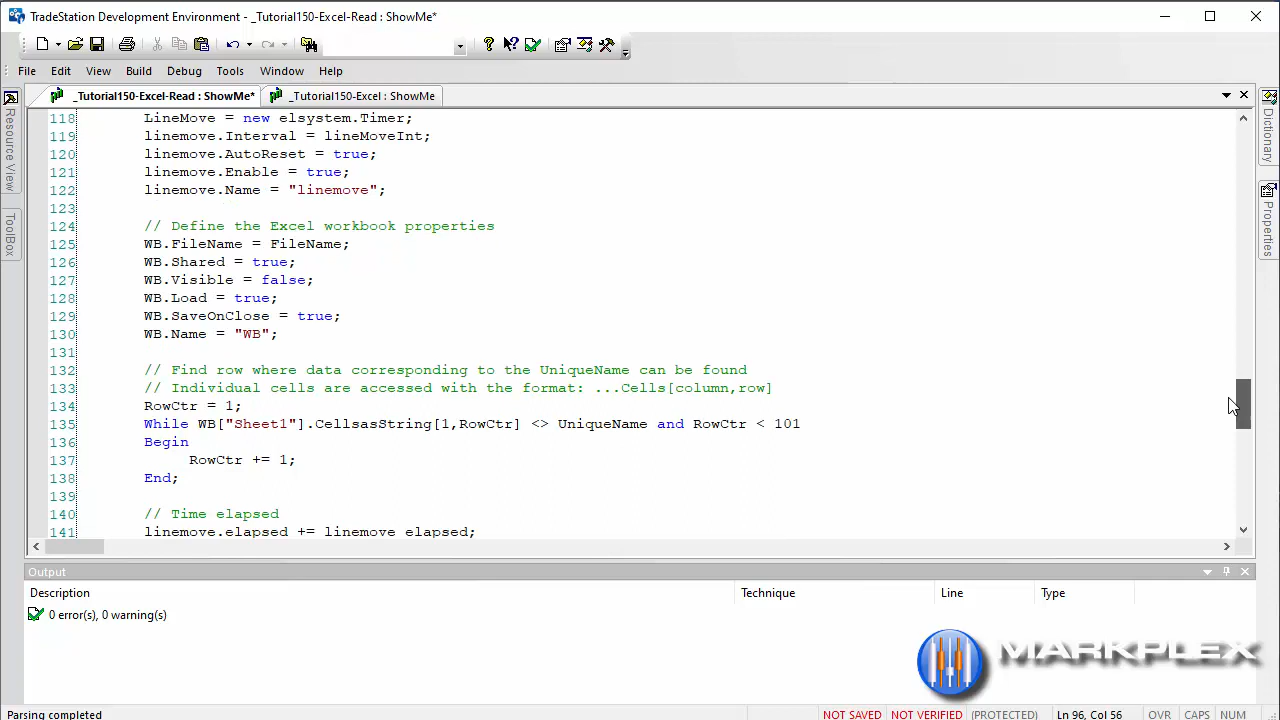 TradeStation Development Environment - _Tutorial150-Excel-Read : ShowMe*
File Edit View Build Debug Tools Window Help
_Tutorial150-Excel-Read : ShowMe* _Tutorial150-Excel : ShowMe
Resource View
ToolBox
Dictionary
Properties
118 LineMove = new elsystem.Timer;
119 linemove.Interval = lineMoveInt;
120 linemove.AutoReset = true;
121 linemove.Enable = true;
122 linemove.Name = "linemove";
123
124 // Define the Excel workbook properties
125 WB.FileName = FileName;
126 WB.Shared = true;
127 WB.Visible = false;
128 WB.Load = true;
129 WB.SaveOnClose = true;
130 WB.Name = "WB";
131
132 // Find row where data corresponding to the UniqueName can be found
133 // Individual cells are accessed with the format: ...Cells[column,row]
134 RowCtr = 1;
135 While WB["Sheet1"].CellsasString[1,RowCtr] <> UniqueName and RowCtr < 101
136 Begin
137 RowCtr += 1;
138 End;
139
140 // Time elapsed
141 linemove.elapsed += linemove_elapsed;
Output
Description Technique Line Type
0 error(s), 0 warning(s)
MARKPLEX
Parsing completed NOT SAVED NOT VERIFIED (PROTECTED) Ln 96, Col 56 OVR CAPS NUM